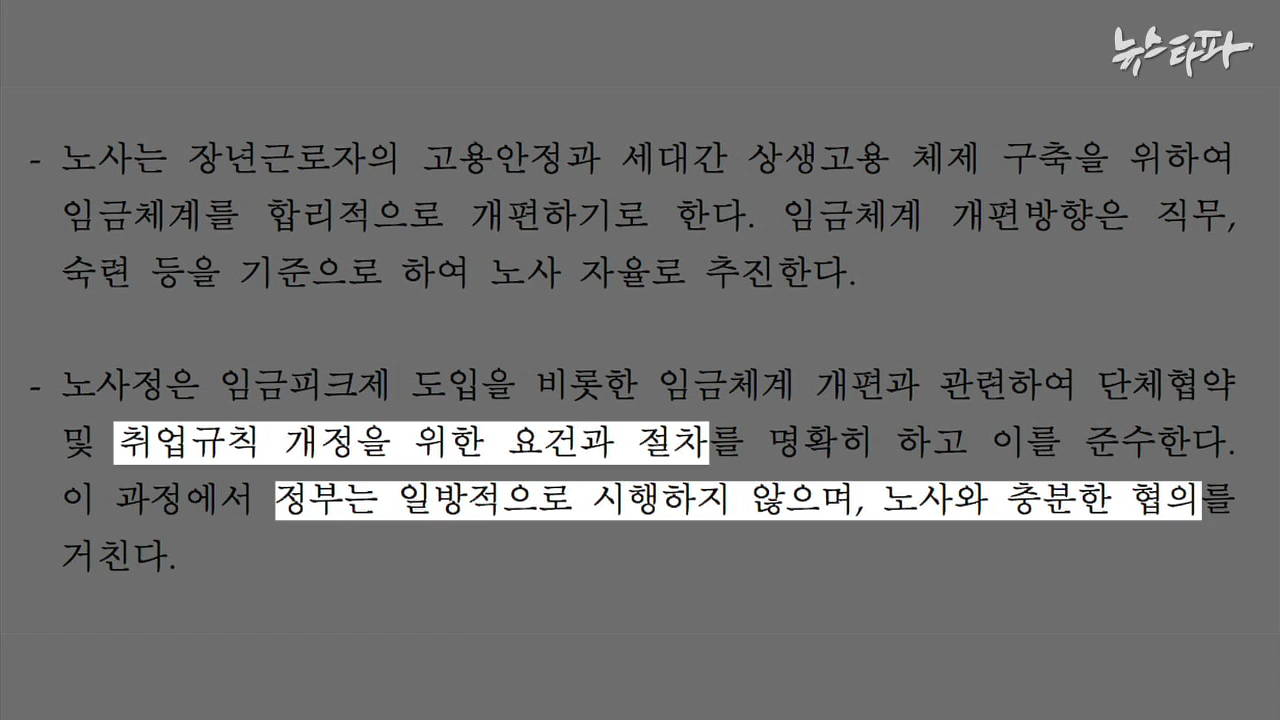 뉴스타파
- 노사는 장년근로자의 고용안정과 세대간 상생고용 체제 구축을 위하여
임금체계를 합리적으로 개편하기로 한다. 임금체계 개편방향은 직무,
숙련 등을 기준으로 하여 노사 자율로 추진한다.
- 노사정은 임금피크제 도입을 비롯한 임금체계 개편과 관련하여 단체협약
및 취업규칙 개정을 위한 요건과 절차를 명확히 하고 이를 준수한다.
이 과정에서 정부는 일방적으로 시행하지 않으며, 노사와 충분한 협의를
거친다.